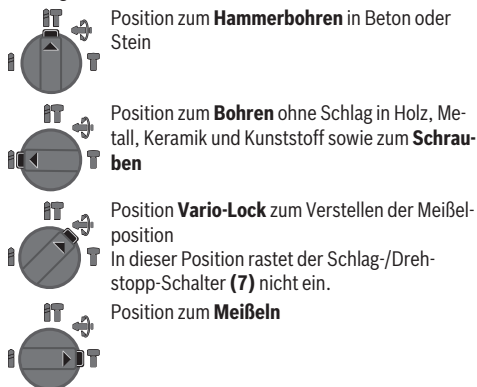 Position zum Hammerbohren in Beton oder
Stein
Position zum Bohren ohne Schlag in Holz, Me-
tall, Keramik und Kunststoff sowie zum Schrau-
ben
Position Vario-Lock zum Verstellen der Meißel-
position
In dieser Position rastet der Schlag-/Dreh-
stopp-Schalter (7) nicht ein.
Position zum Meißeln